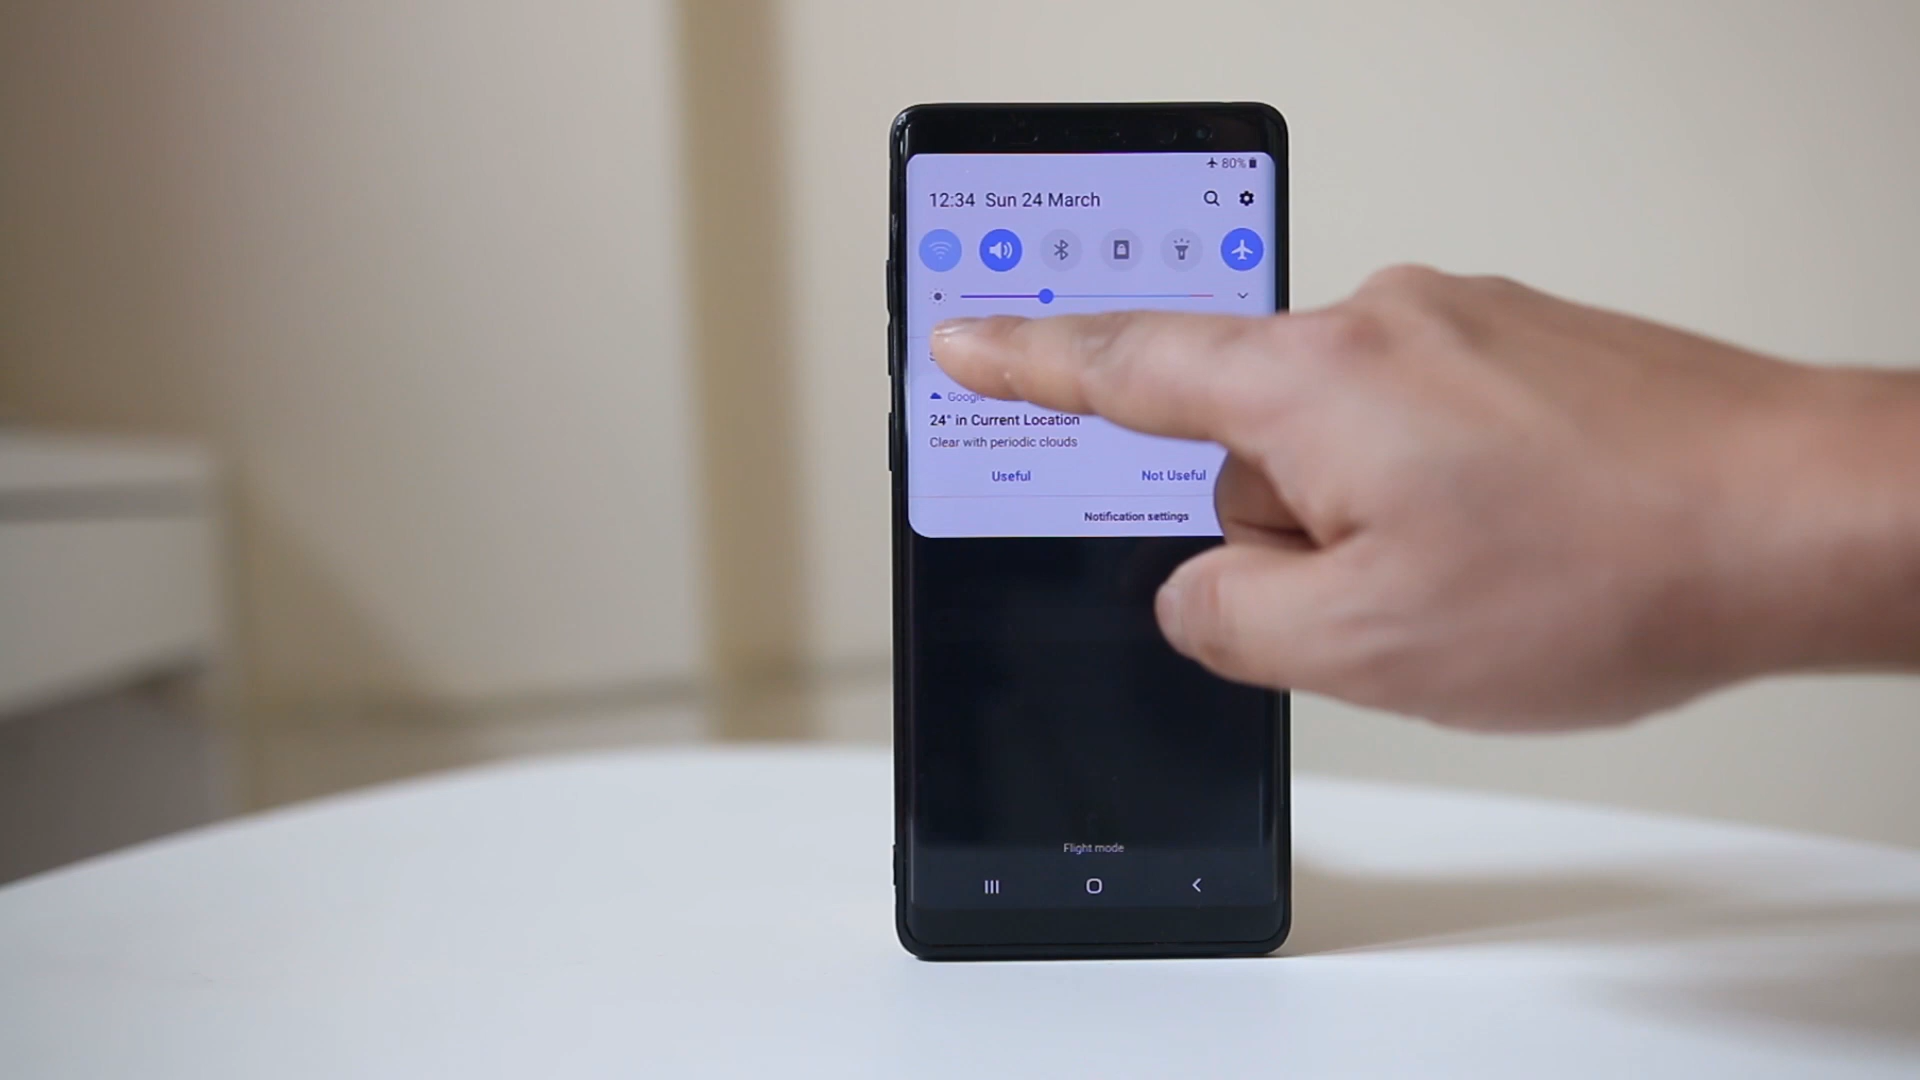 80%
12:34 Sun 24 March
Google
24° in Current Location
Clear with periodic clouds
Useful Not Useful
Notification settings
Flight mode